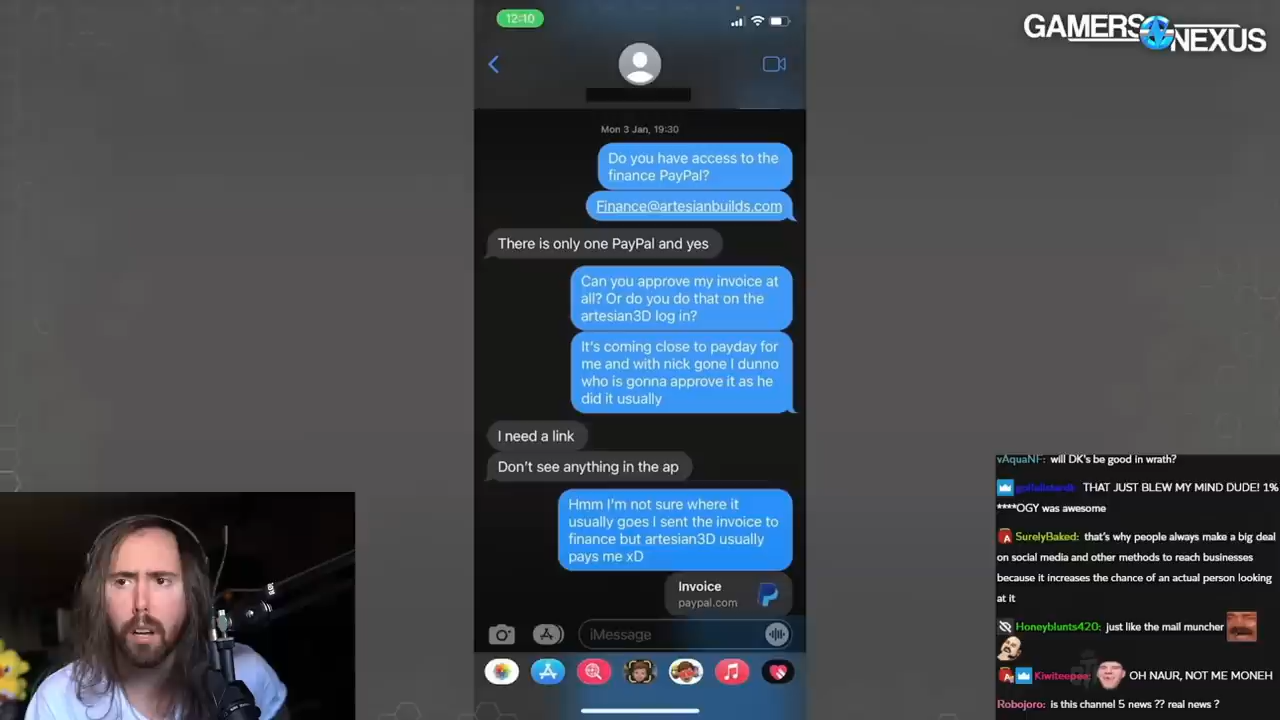 12:10
GAMERS NEXUS
Mon 3 Jan, 19:30
Do you have access to the
finance PayPal?
Finance@artesianbuilds.com
There is only one PayPal and yes
Can you approve my invoice at
all? Or do you do that on the
artesian3D log in?
It's coming close to payday for
me and with nick gone I dunno
who is gonna approve it as he
did it usually
I need a link
Don't see anything in the ap
Hmm I'm not sure where it
usually goes I sent the invoice to
finance but artesian3D usually
pays me xD
Invoice
paypal.com
iMessage
vAquaNF: will DK's be good in wrath?
THAT JUST BLEW MY MIND DUDE! 1%
****OGY was awesome
SurelyBaked: that's why people always make a big deal
on social media and other methods to reach businesses
because it increases the chance of an actual person looking
at it
Honeyblunts420: just like the mail muncher
Kiwiteepee: OH NAUR, NOT ME MONEH
Robojoro: is this channel 5 news ?? real news ?